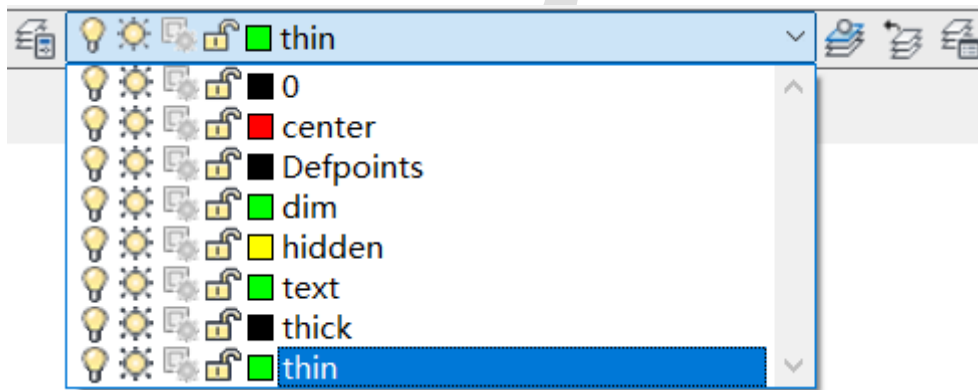 thin
0
center
Defpoints
dim
hidden
text
thick
thin